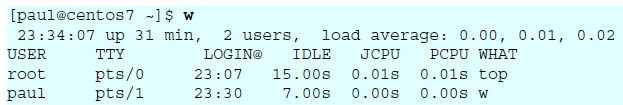 [paul@centos7 ~]$ w
 23:34:07 up 31 min,  2 users,  load average: 0.00, 0.01, 0.02
USER     TTY        LOGIN@   IDLE   JCPU   PCPU WHAT
root     pts/0     23:07   15.00s  0.01s  0.01s top
paul     pts/1     23:30    7.00s  0.00s  0.00s w